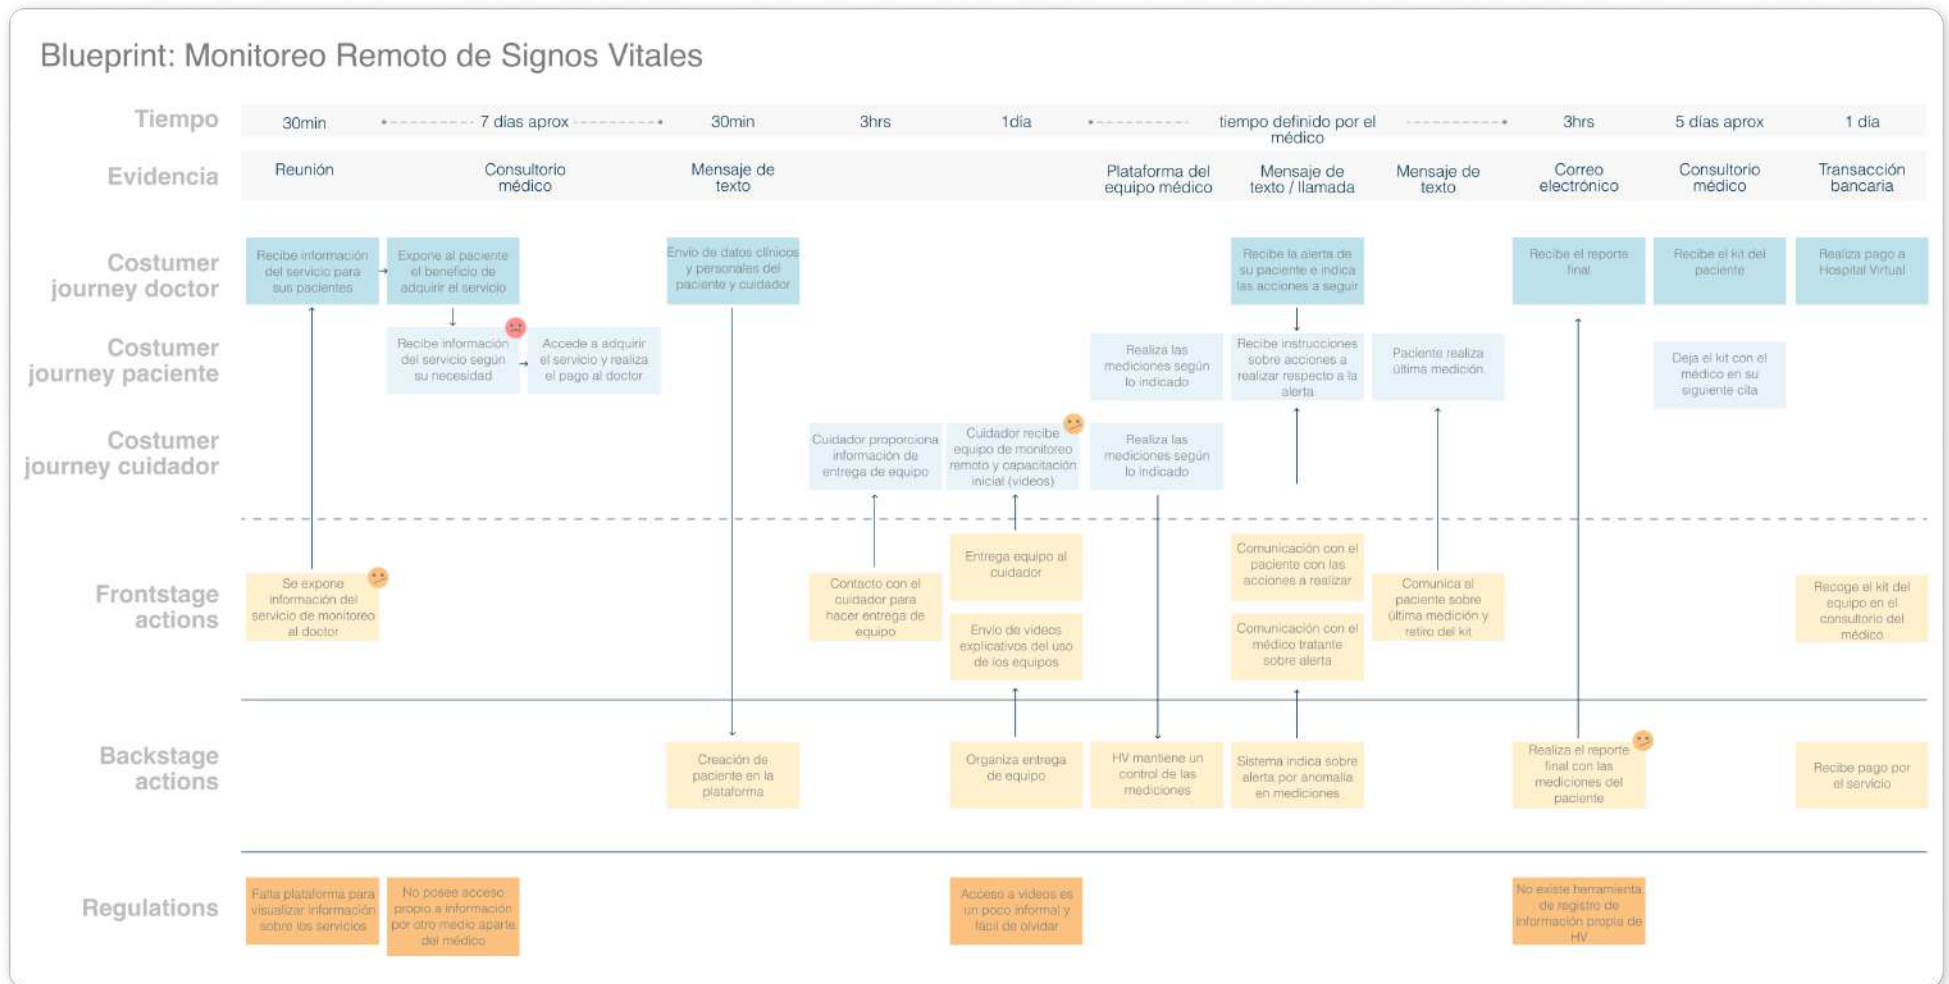 Blueprint: Monitoreo Remoto de Signos Vitales
Tiempo
30min
7 días aprox
30min
3hrs
1día
tiempo definido por el
médico
3hrs
5 días aprox
1 día
Evidencia
Reunión
Consultorio
médico
Mensaje de
texto
Plataforma del
equipo médico
Mensaje de
texto / llamada
Mensaje de
texto
Correo
electrónico
Consultorio
médico
Transacción
bancaria
Costumer
journey doctor
Recibe información
del servicio para
sus pacientes
Expone al paciente
el beneficio de
adquirir el servicio
Envío de datos clínicos
y personales del
paciente y cuidador
Recibe la alerta de
su paciente e indica
las acciones a seguir
Recibe el reporte
final
Recibe el kit del
paciente
Realiza pago a
Hospital Virtual
Costumer
journey paciente
Recibe información
del servicio según
su necesidad
Accede a adquirir
el servicio y realiza
el pago al doctor
Realiza las
mediciones según
lo indicado
Recibe instrucciones
sobre acciones a
realizar respecto a la
alerta
Paciente realiza
última medición
Deja el kit con el
médico en su
siguiente cita
Costumer
journey cuidador
Cuidador proporciona
información de
entrega de equipo
Cuidador recibe
equipo de monitoreo
remoto y capacitación
inicial (videos)
Realiza las
mediciones según
lo indicado
Frontstage
actions
Se expone
información del
servicio de monitoreo
al doctor
Contacto con el
cuidador para
hacer entrega de
equipo
Entrega equipo al
cuidador
Envío de videos
explicativos del uso
de los equipos
Comunicación con el
paciente con las
acciones a realizar
Comunicación con el
médico tratante
sobre alerta
Comunica al
paciente sobre
última medición y
retiro del kit
Recoge el kit del
equipo en el
consultorio del
médico
Backstage
actions
Creación de
paciente en la
plataforma
Organiza entrega
de equipo
HV mantiene un
control de las
mediciones
Sistema indica sobre
alerta por anomalía
en mediciones
Realiza el reporte
final con las
mediciones del
paciente
Recibe pago por
el servicio
Regulations
Falta plataforma para
visualizar información
sobre los servicios
No posee acceso
propio a información
por otro medio aparte
del médico
Acceso a videos es
un poco informal y
fácil de olvidar
No existe herramienta
de registro de
información propia de
HV